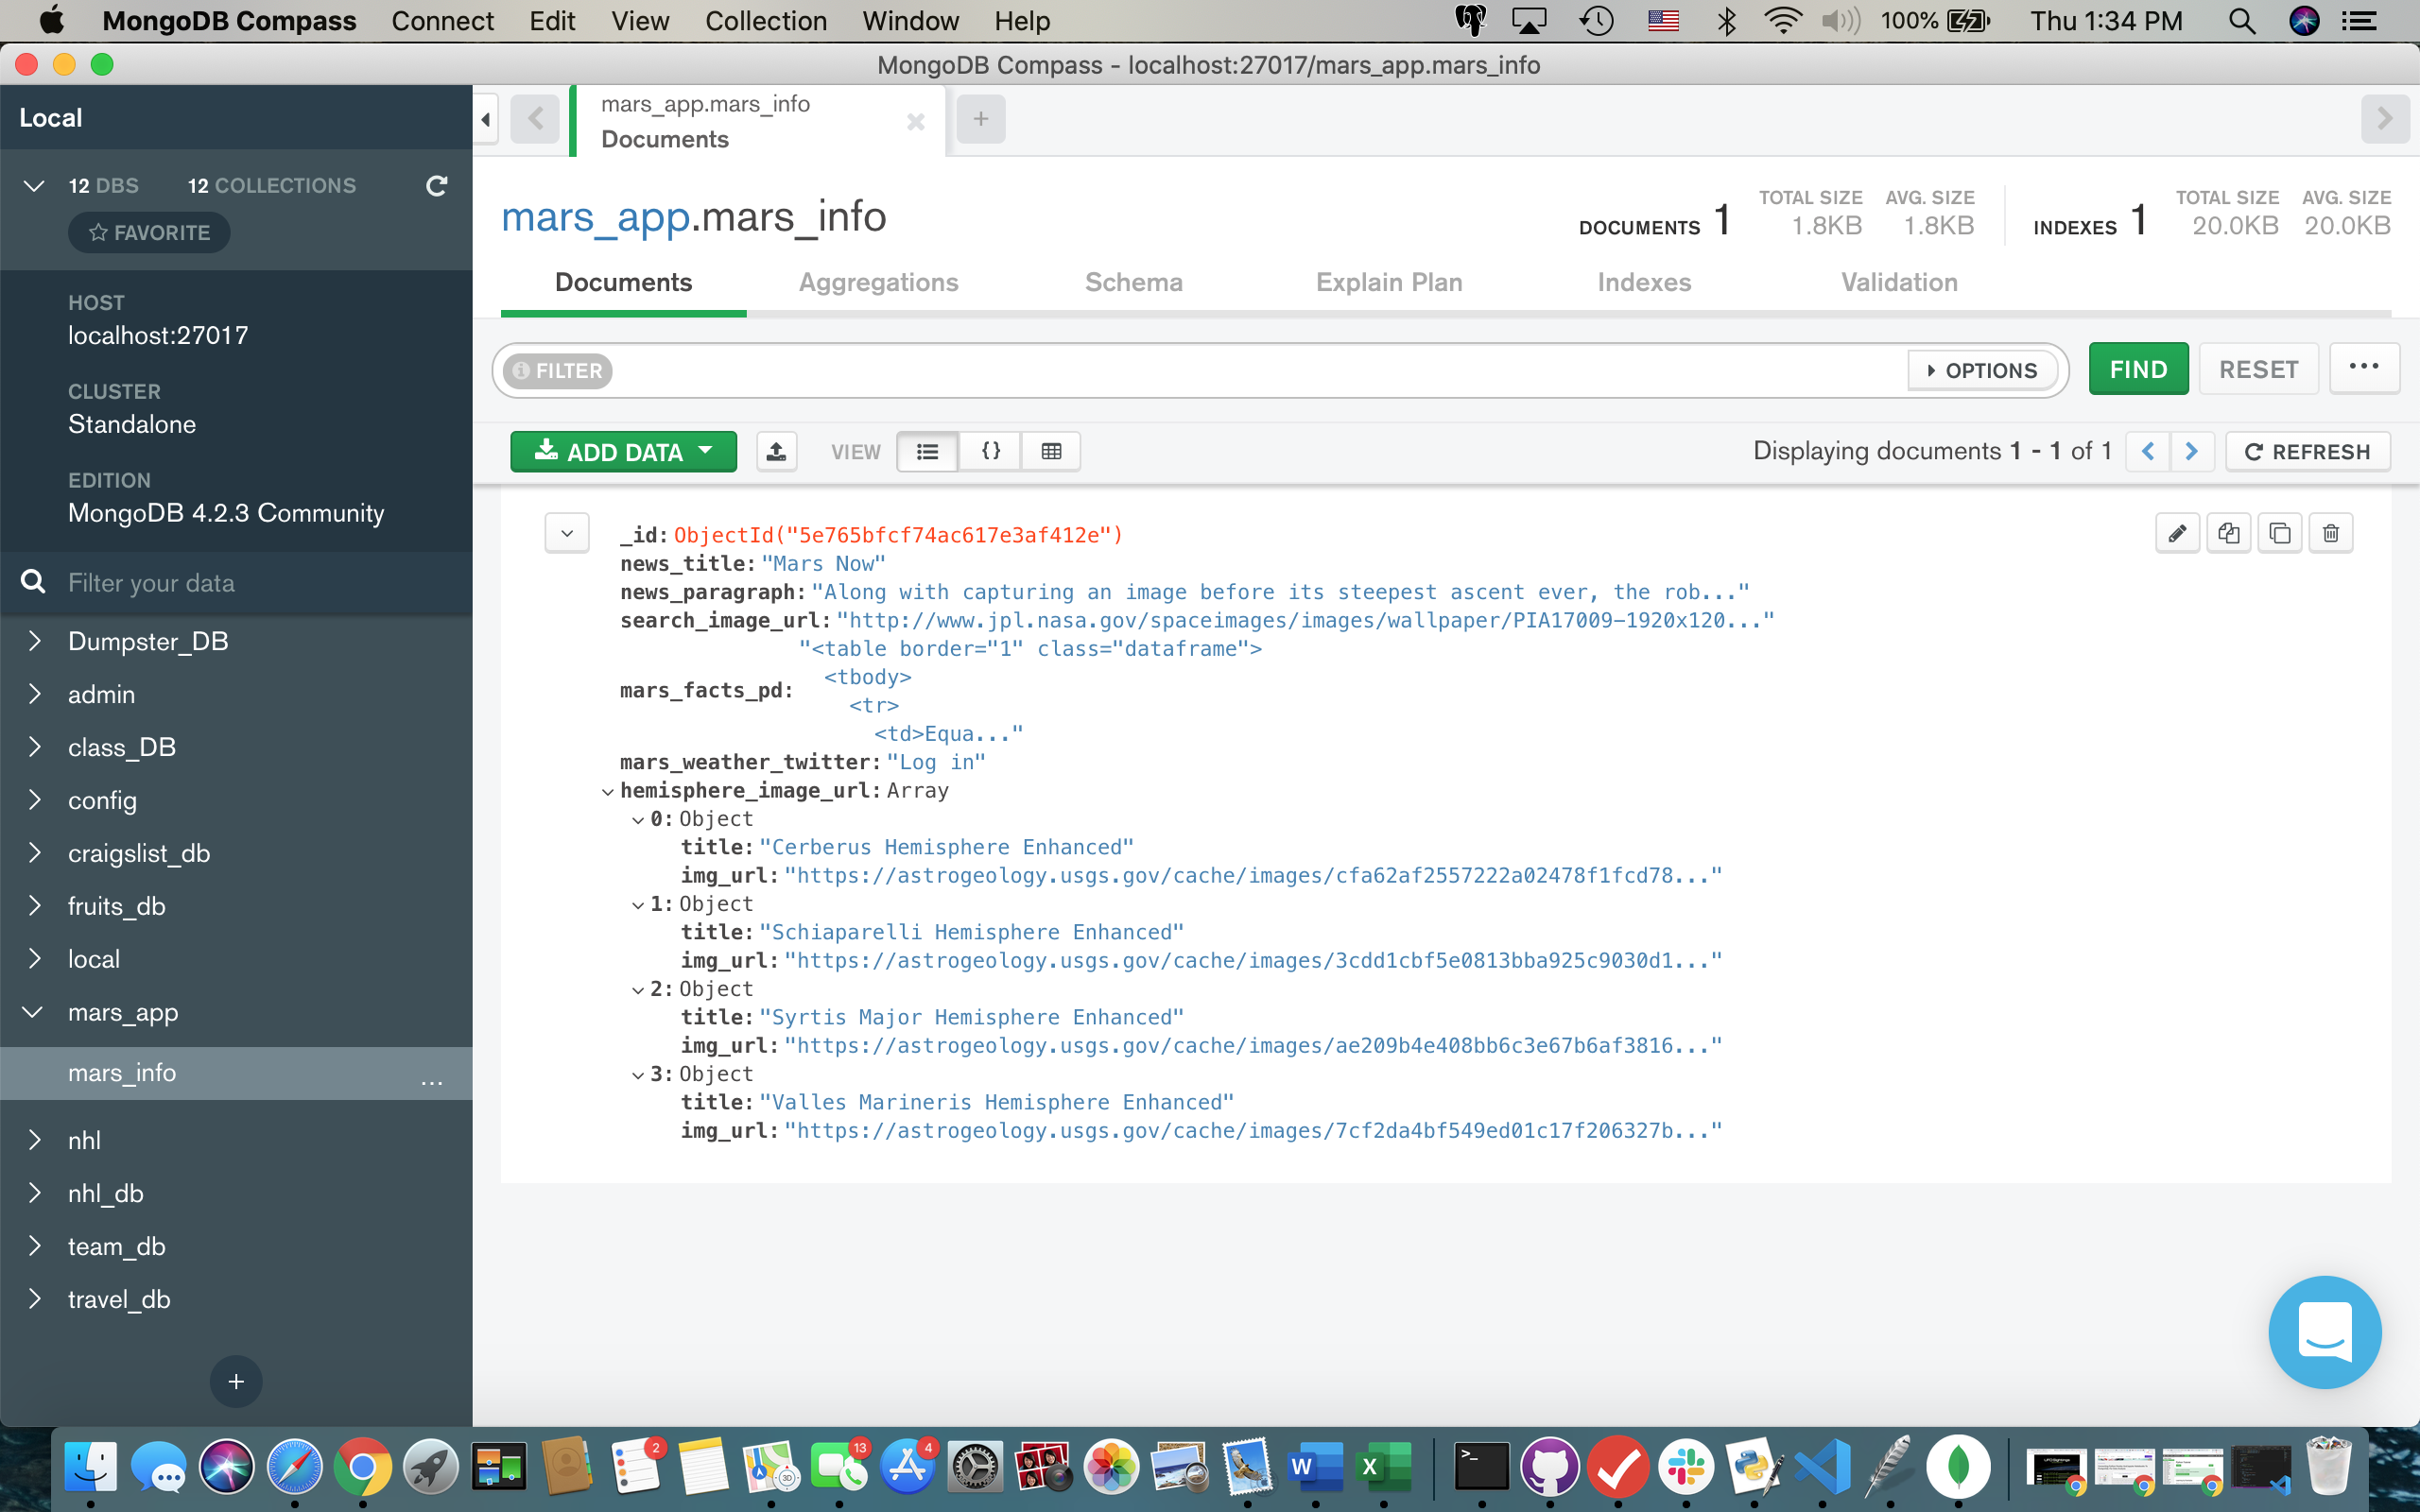 MongoDB Compass Connect Edit View Collection Window Help 100% Thu 1:34 PM
MongoDB Compass - localhost:27017/mars_app.mars_info
Local
12 DBS 12 COLLECTIONS
FAVORITE
HOST
localhost:27017
CLUSTER
Standalone
EDITION
MongoDB 4.2.3 Community
Filter your data
Dumpster_DB
admin
class_DB
config
craigslist_db
fruits_db
local
mars_app
mars_info ...
nhl
nhl_db
team_db
travel_db
+
mars_app.mars_info
Documents
+
mars_app.mars_info
DOCUMENTS 1 TOTAL SIZE 1.8KB AVG. SIZE 1.8KB INDEXES 1 TOTAL SIZE 20.0KB AVG. SIZE 20.0KB
Documents Aggregations Schema Explain Plan Indexes Validation
FILTER OPTIONS FIND RESET ...
ADD DATA VIEW {} Displaying documents 1 - 1 of 1 REFRESH
_id: ObjectId("5e765bfcf74ac617e3af412e")
news_title: "Mars Now"
news_paragraph: "Along with capturing an image before its steepest ascent ever, the rob..."
search_image_url: "http://www.jpl.nasa.gov/spaceimages/images/wallpaper/PIA17009-1920x120..."
"<table border="1" class="dataframe">
<tbody>
mars_facts_pd:
<tr>
<td>Equa..."
mars_weather_twitter: "Log in"
hemisphere_image_url: Array
0: Object
title: "Cerberus Hemisphere Enhanced"
img_url: "https://astrogeology.usgs.gov/cache/images/cfa62af2557222a02478f1fcd78..."
1: Object
title: "Schiaparelli Hemisphere Enhanced"
img_url: "https://astrogeology.usgs.gov/cache/images/3cdd1cbf5e0813bba925c9030d1..."
2: Object
title: "Syrtis Major Hemisphere Enhanced"
img_url: "https://astrogeology.usgs.gov/cache/images/ae209b4e408bb6c3e67b6af3816..."
3: Object
title: "Valles Marineris Hemisphere Enhanced"
img_url: "https://astrogeology.usgs.gov/cache/images/7cf2da4bf549ed01c17f206327b..."
2 3D 13 4 W X >_